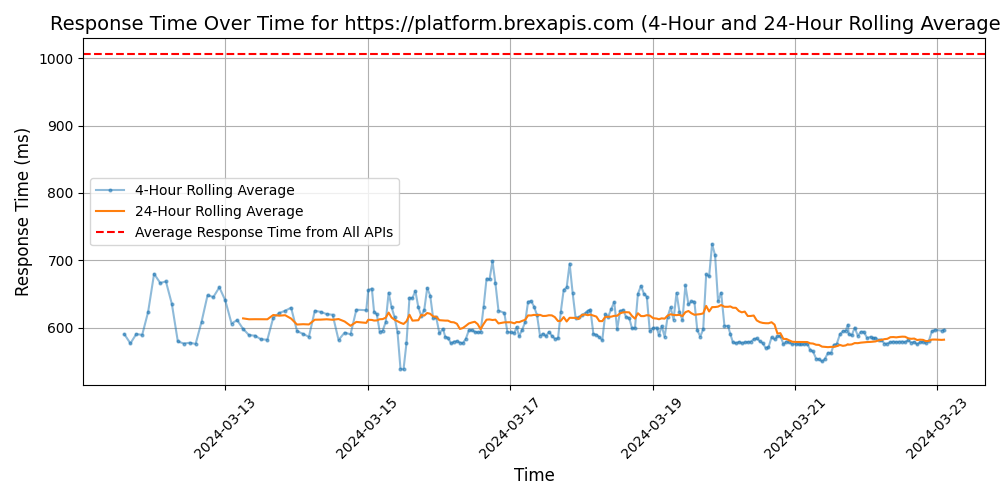 Response Time Over Time for https://platform.brexapis.com (4-Hour and 24-Hour Rolling Average
Response Time (ms)
1000
900
800
700
600
4-Hour Rolling Average
24-Hour Rolling Average
Average Response Time from All APIs
2024-03-13
2024-03-15
2024-03-17
2024-03-19
2024-03-21
2024-03-23
Time